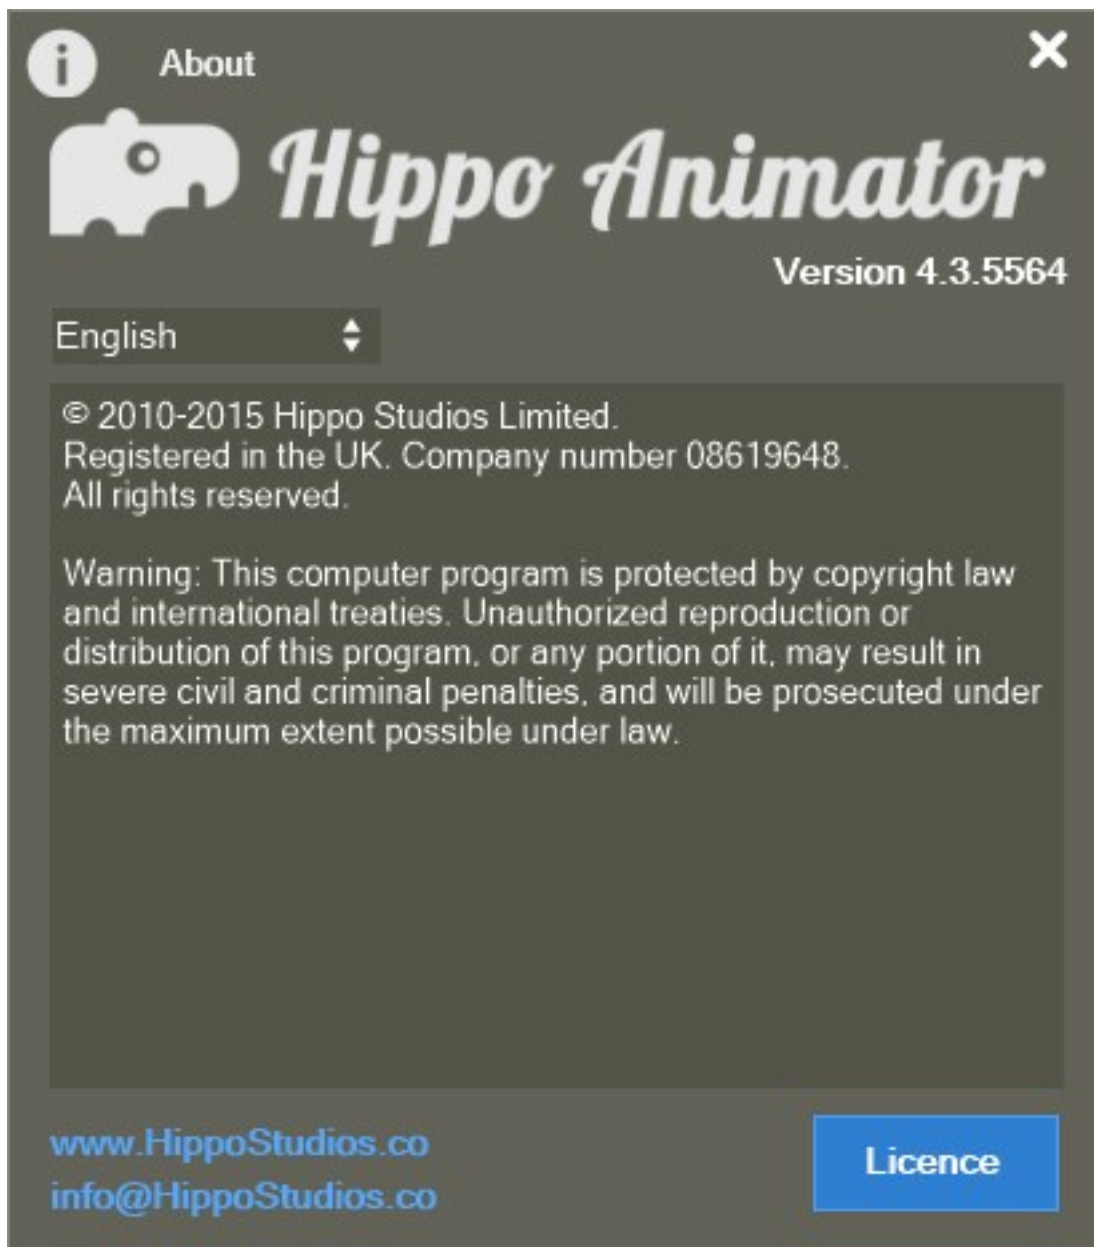 About
Hippo Animator
Version 4.3.5564
English
© 2010-2015 Hippo Studios Limited.
Registered in the UK. Company number 08619648.
All rights reserved.
Warning: This computer program is protected by copyright law
and international treaties. Unauthorized reproduction or
distribution of this program, or any portion of it, may result in
severe civil and criminal penalties, and will be prosecuted under
the maximum extent possible under law.
www.HippoStudios.co
info@HippoStudios.co
Licence